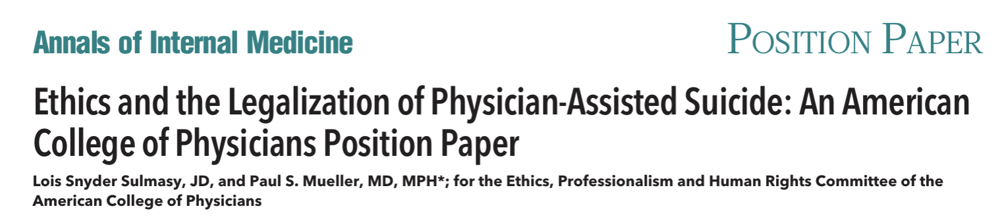 Annals of Internal Medicine
POSITION PAPER
Ethics and the Legalization of Physician-Assisted Suicide: An American
College of Physicians Position Paper
Lois Snyder Sulmasy, JD, and Paul S. Mueller, MD, MPH*; for the Ethics, Professionalism and Human Rights Committee of the
American College of Physicians